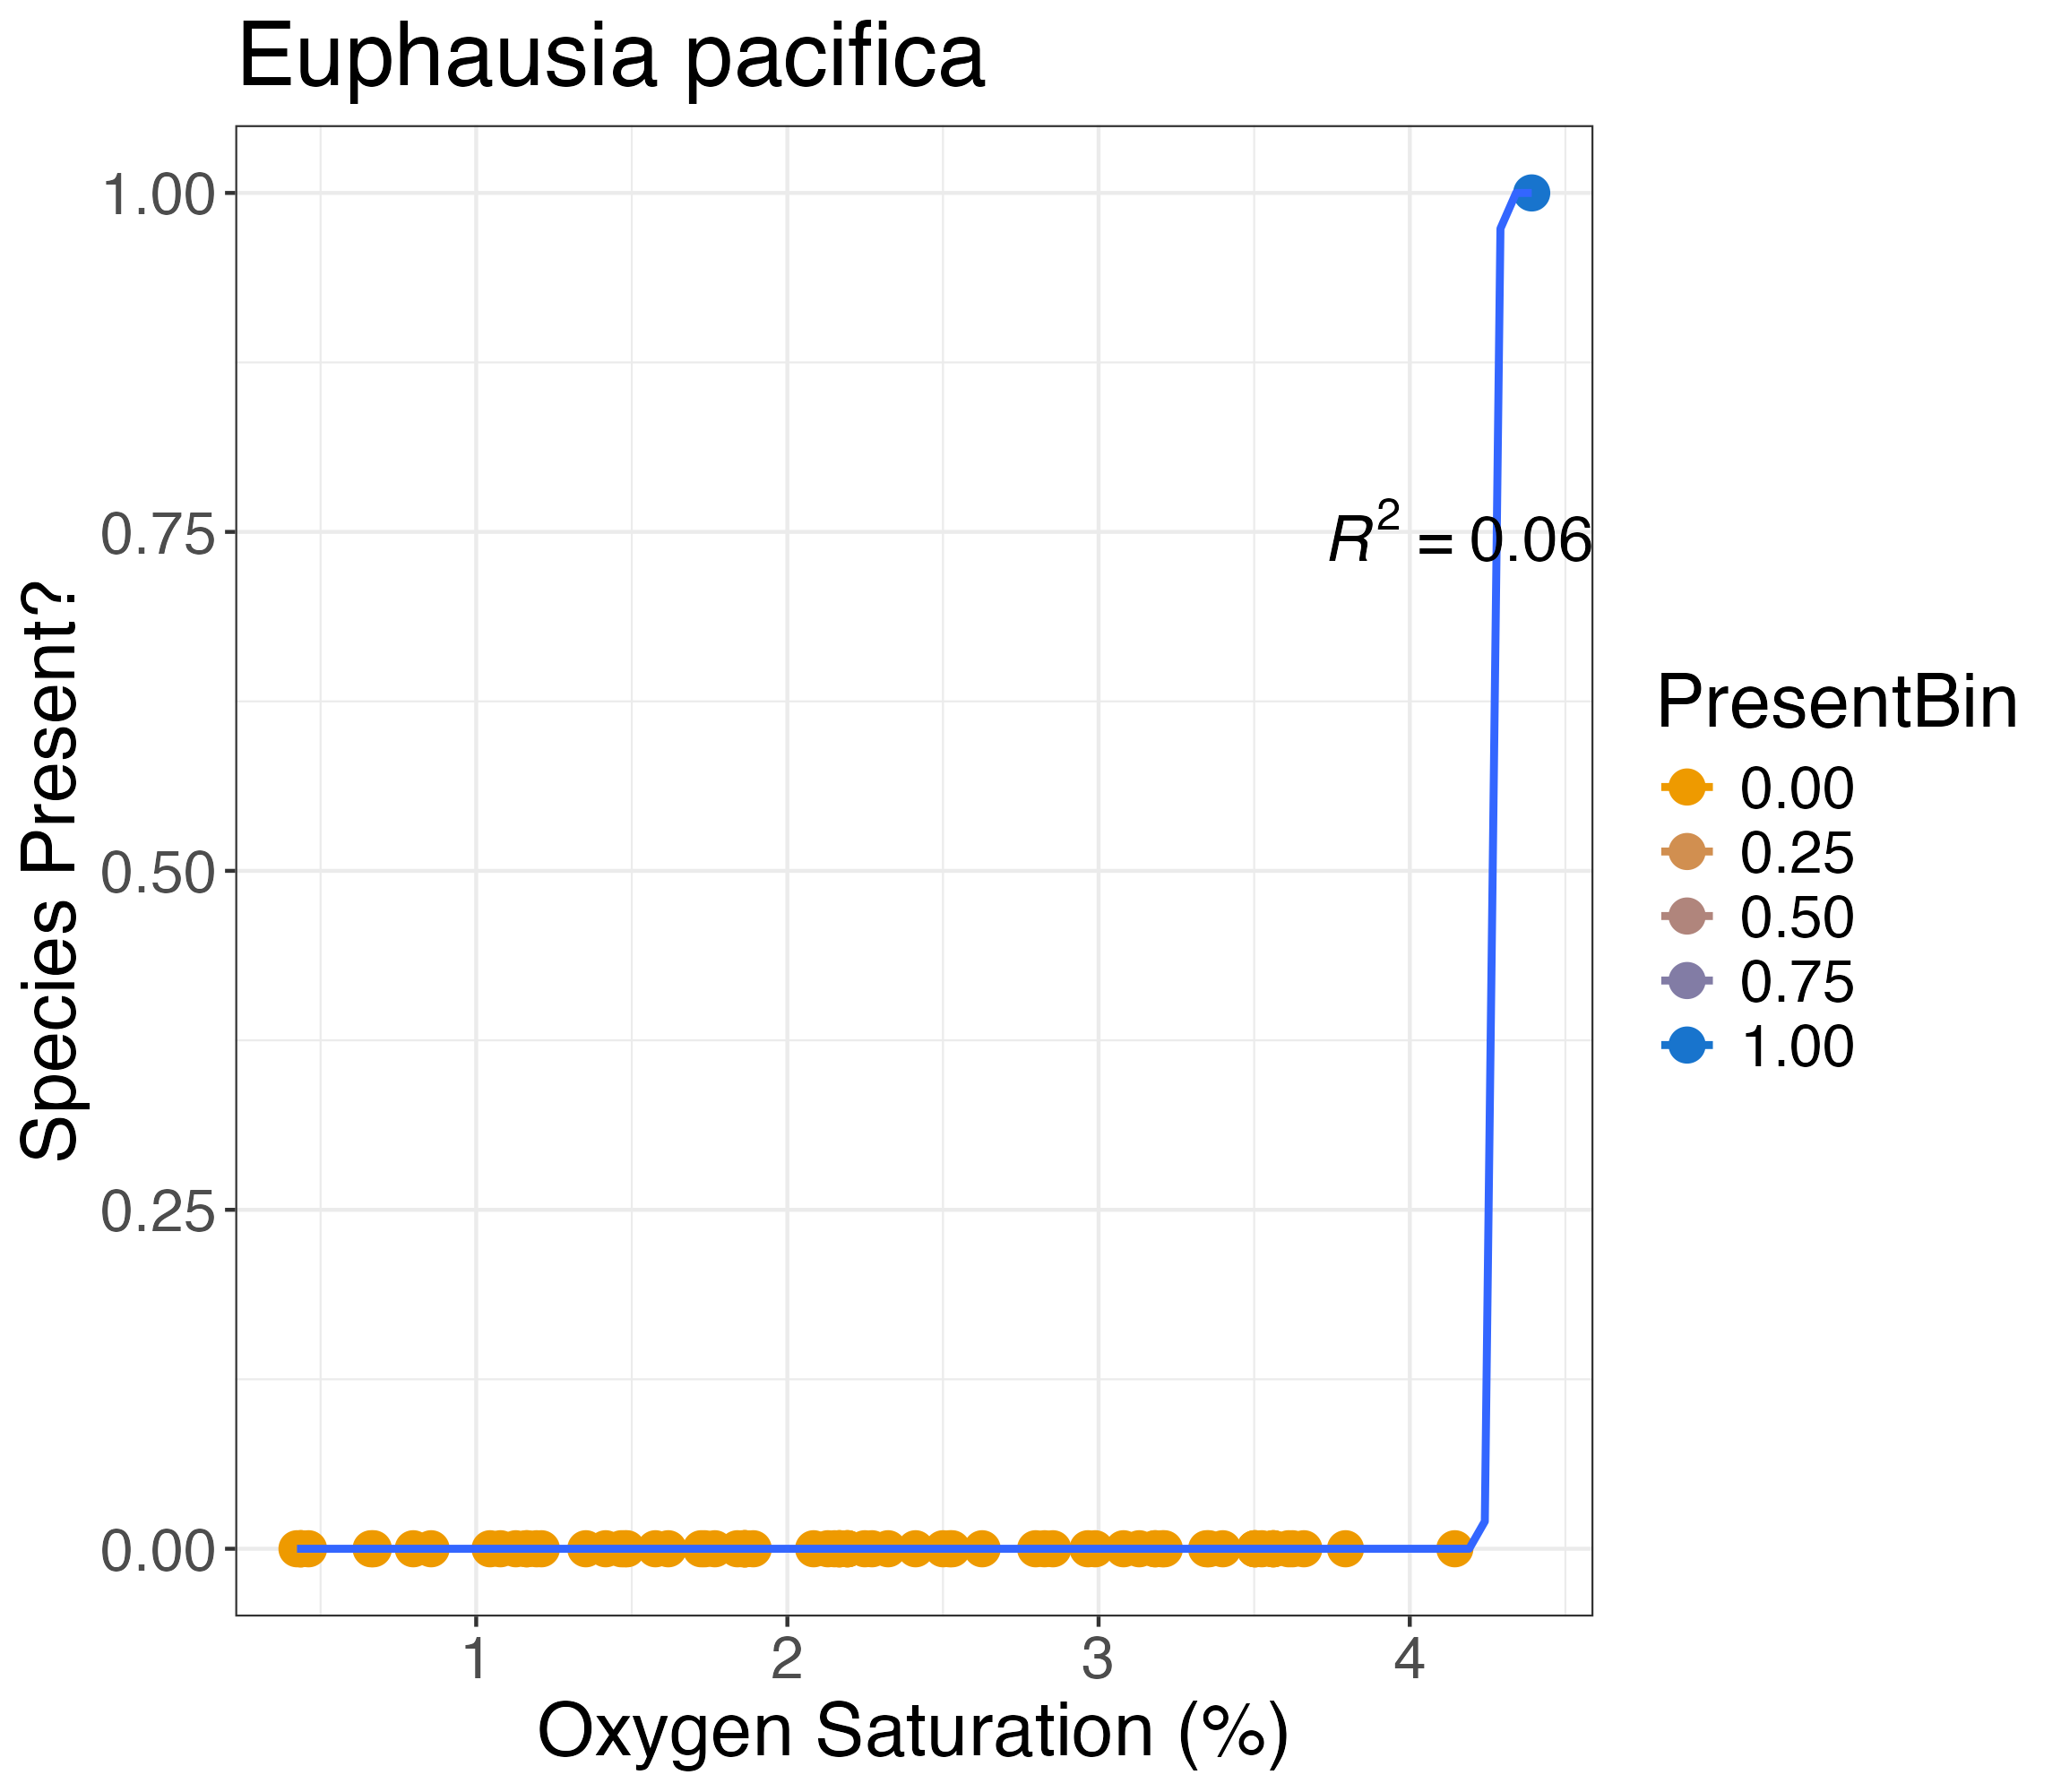 Euphausia pacifica
1.00
0.75
0.50
0.25
0.00
Species Present?
R² = 0.06
1 2 3 4
Oxygen Saturation (%)
PresentBin
0.00
0.25
0.50
0.75
1.00